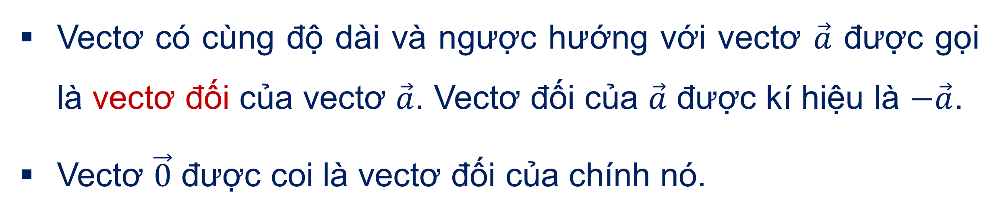 ▪ Vectơ có cùng độ dài và ngược hướng với vectơ $\vec{a}$ được gọi
là vectơ đối của vectơ $\vec{a}$. Vectơ đối của $\vec{a}$ được kí hiệu là $-\vec{a}$.
▪ Vectơ $\vec{0}$ được coi là vectơ đối của chính nó.